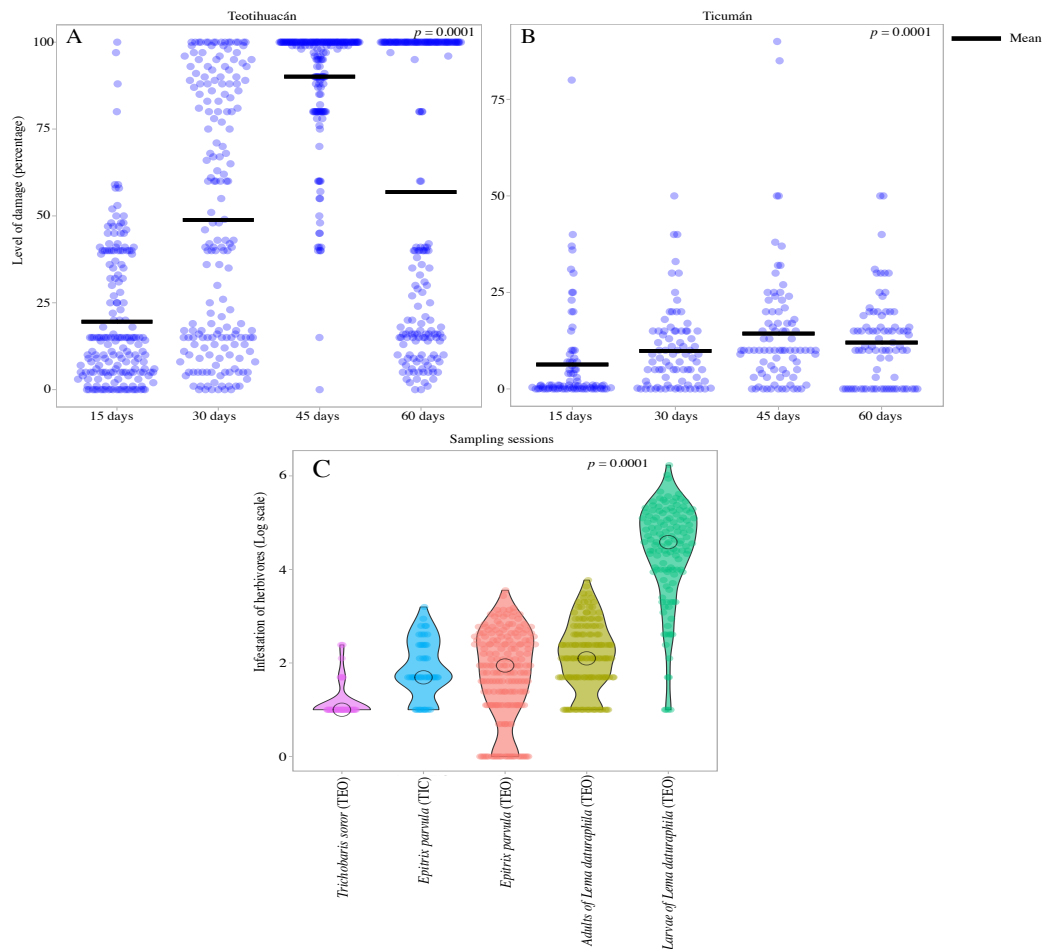 Teotihuacán
Ticumán
A
p = 0.0001
B
p = 0.0001
Mean
Level of damage (percentage)
100
75
50
25
0
75
50
25
0
15 days
30 days
45 days
60 days
15 days
30 days
45 days
60 days
Sampling sessions
C
p = 0.0001
Infestation of herbivores (Log scale)
6
4
2
0
Trichobaris soror (TEO)
Epitrix parvula (TIC)
Epitrix parvula (TEO)
Adults of Lema daturaphila (TEO)
Larvae of Lema daturaphila (TEO)